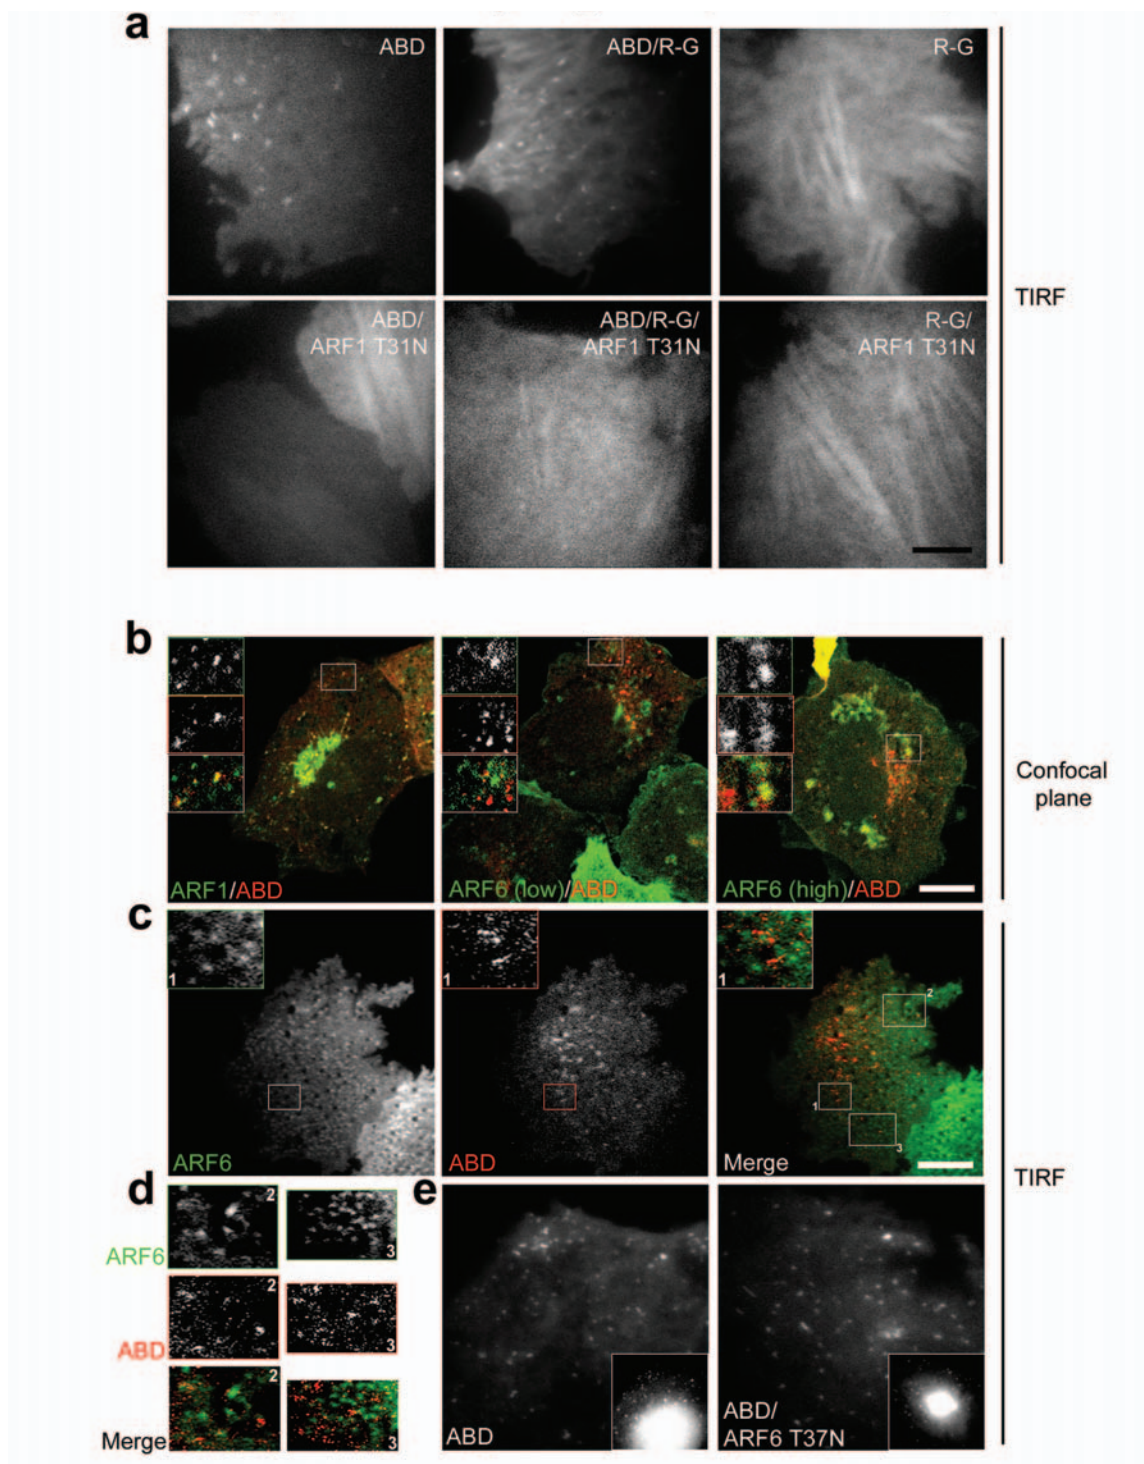 a
ABD
ABD/R-G
R-G
ABD/
ARF1 T31N
ABD/R-G/
ARF1 T31N
R-G/
ARF1 T31N
TIRF
b
ARF1/ABD
ARF6 (low)/ABD
ARF6 (high)/ABD
Confocal
plane
c
1
1
2
1
3
ARF6
ABD
Merge
TIRF
d
2
3
ARF6
2
3
ABD
2
3
Merge
e
ABD
ABD/
ARF6 T37N